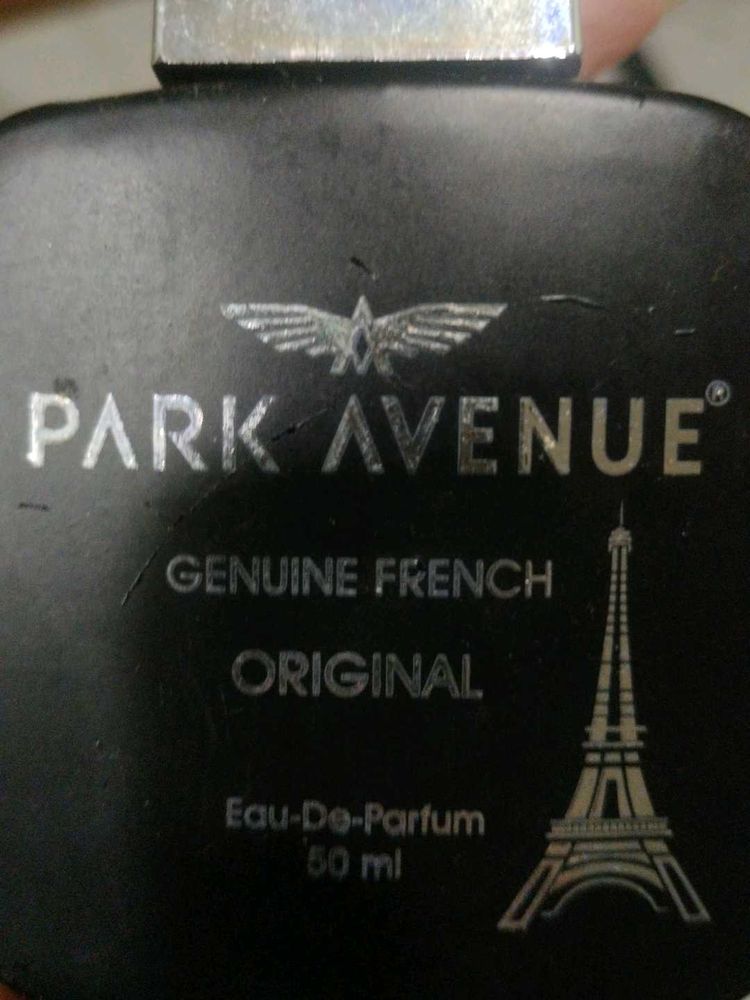 PARK AVENUE®
GENUINE FRENCH
ORIGINAL
Eau-De-Parfum
50 ml